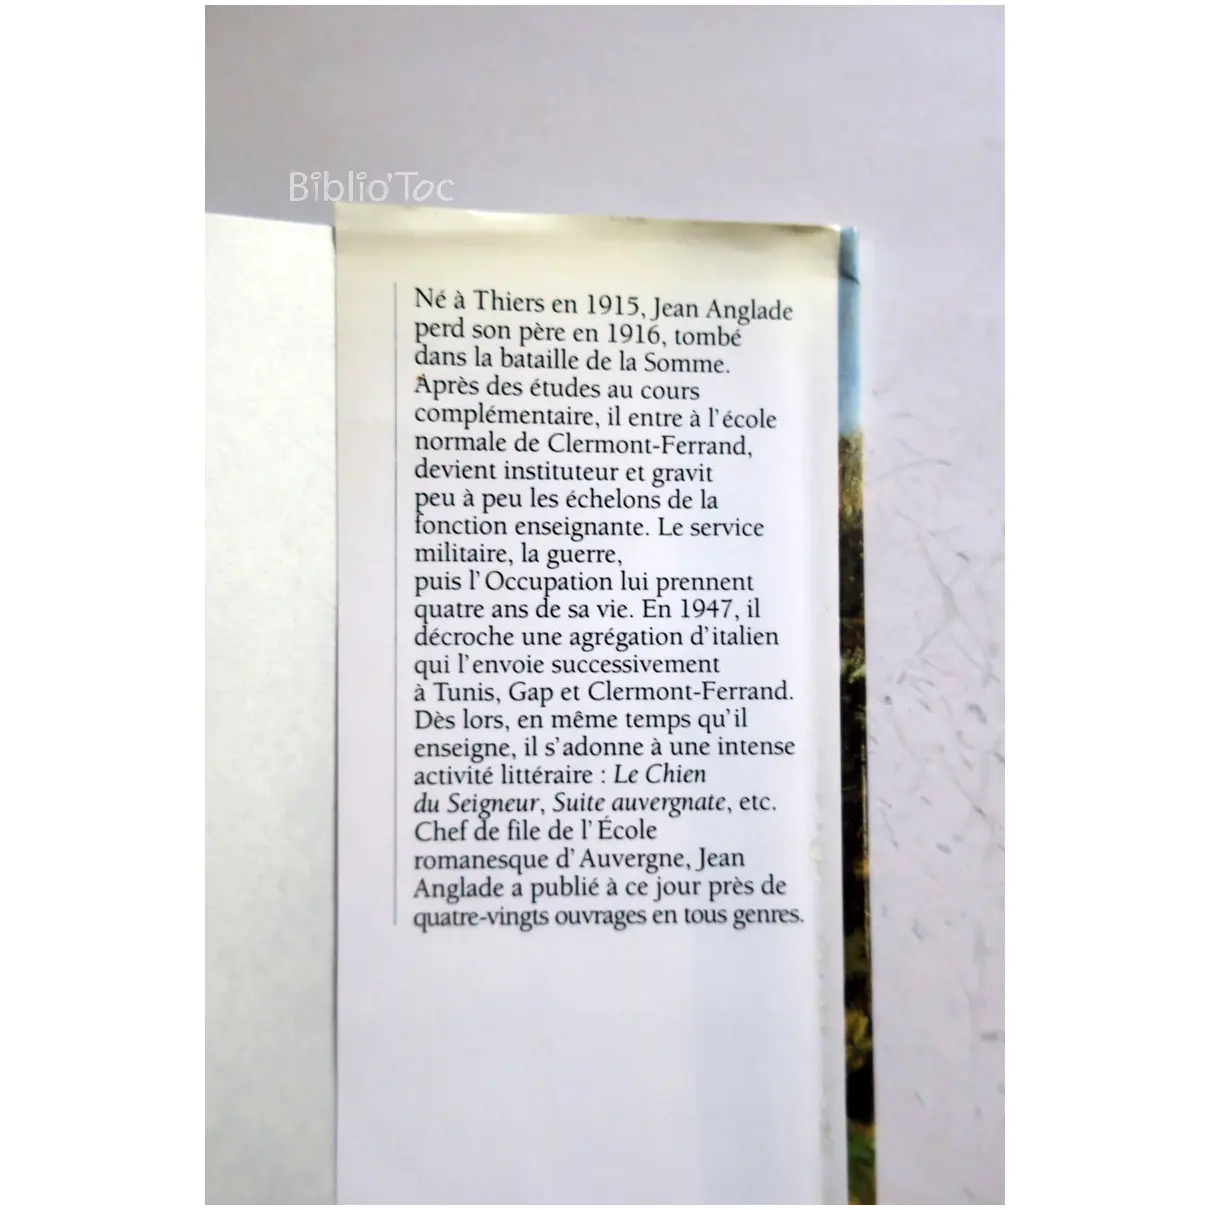 Biblio'Toc
Né à Thiers en 1915, Jean Anglade
perd son père en 1916, tombé
dans la bataille de la Somme.
Après des études au cours
complémentaire, il entre à l'école
normale de Clermont-Ferrand,
devient instituteur et gravit
peu à peu les échelons de la
fonction enseignante. Le service
militaire, la guerre,
puis l'Occupation lui prennent
quatre ans de sa vie. En 1947, il
décroche une agrégation d'italien
qui l'envoie successivement
à Tunis, Gap et Clermont-Ferrand.
Dès lors, en même temps qu'il
enseigne, il s'adonne à une intense
activité littéraire : Le Chien
du Seigneur, Suite auvergnate, etc.
Chef de file de l'École
romanesque d'Auvergne, Jean
Anglade a publié à ce jour près de
quatre-vingts ouvrages en tous genres.